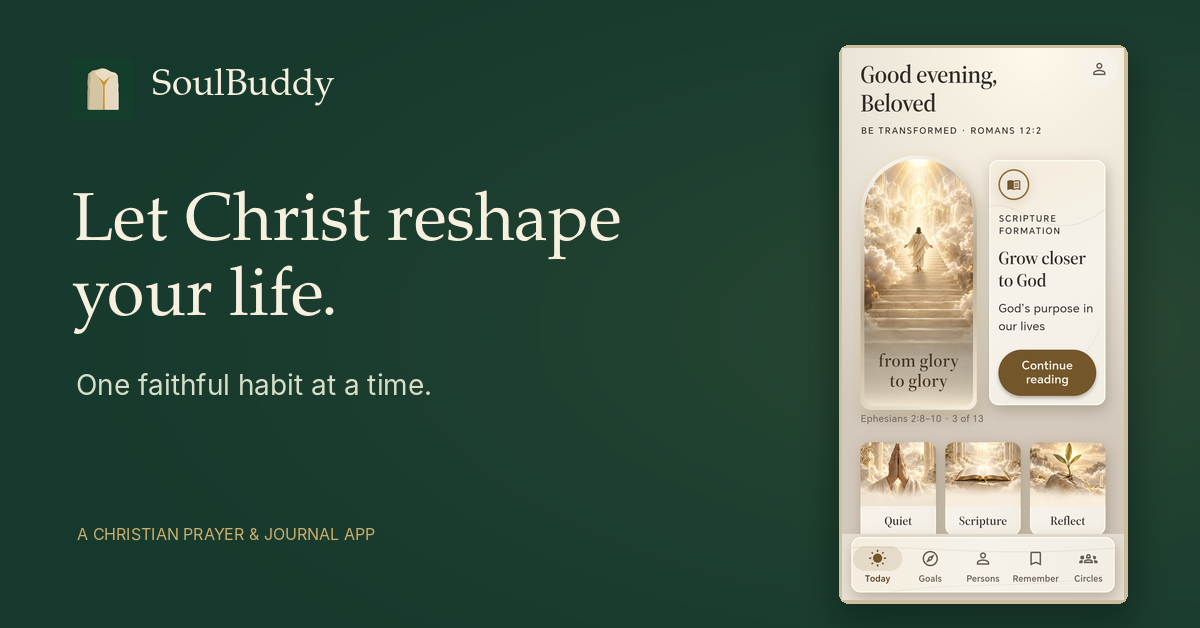 SoulBuddy
Let Christ reshape
your life.
One faithful habit at a time.
A CHRISTIAN PRAYER & JOURNAL APP
Good evening,
Beloved
BE TRANSFORMED · ROMANS 12:2
from glory
to glory
SCRIPTURE
FORMATION
Grow closer
to God
God's purpose in
our lives
Continue
reading
Ephesians 2:8–10 · 3 of 13
Quiet
Scripture
Reflect
Today
Goals
Persons
Remember
Circles